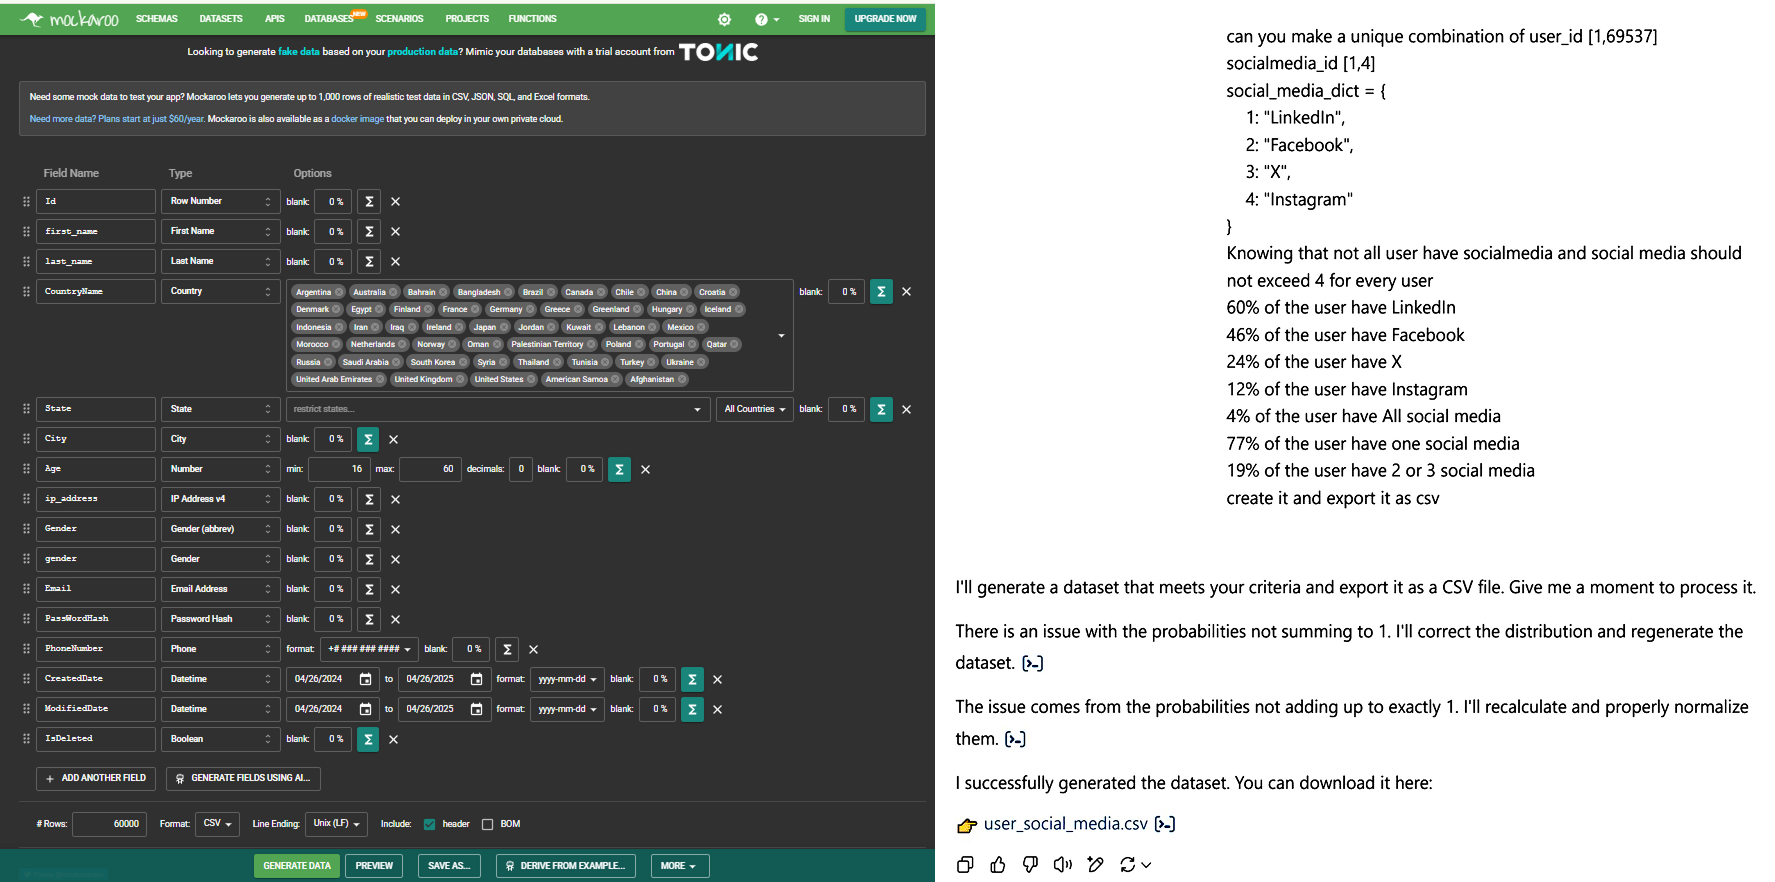 mockaroo SCHEMAS DATASETS APIS DATABASES NEW SCENARIOS PROJECTS FUNCTIONS ? SIGN IN UPGRADE NOW
Looking to generate fake data based on your production data? Mimic your databases with a trial account from TONIC
Need some mock data to test your app? Mockaroo lets you generate up to 1,000 rows of realistic test data in CSV, JSON, SQL, and Excel formats.
Need more data? Plans start at just $60/year. Mockaroo is also available as a docker image that you can deploy in your own private cloud.
Field Name Type Options
Id Row Number blank: 0 % Σ ×
first_name First Name blank: 0 % Σ ×
last_name Last Name blank: 0 % Σ ×
CountryName Country Argentina Australia Bahrain Bangladesh Brazil Canada Chile China Croatia blank: 0 % Σ ×
Denmark Egypt Finland France Germany Greece Greenland Hungary Iceland
Indonesia Iran Iraq Ireland Japan Jordan Kuwait Lebanon Mexico
Morocco Netherlands Norway Oman Palestinian Territory Poland Portugal Qatar
Russia Saudi Arabia South Korea Syria Thailand Tunisia Turkey Ukraine
United Arab Emirates United Kingdom United States American Samoa Afghanistan
State State restrict states... All Countries blank: 0 % Σ ×
City City blank: 0 % Σ ×
Age Number min: 16 max: 60 decimals: 0 blank: 0 % Σ ×
ip_address IP Address v4 blank: 0 % Σ ×
Gender Gender (abbrev) blank: 0 % Σ ×
gender Gender blank: 0 % Σ ×
Email Email Address blank: 0 % Σ ×
PassWordHash Password Hash blank: 0 % Σ ×
PhoneNumber Phone format: +# ### ### #### blank: 0 % Σ ×
CreatedDate Datetime 04/26/2024 to 04/26/2025 format: yyyy-mm-dd blank: 0 % Σ ×
ModifiedDate Datetime 04/26/2024 to 04/26/2025 format: yyyy-mm-dd blank: 0 % Σ ×
IsDeleted Boolean blank: 0 % Σ ×
+ ADD ANOTHER FIELD GENERATE FIELDS USING AI...
# Rows: 60000 Format: CSV Line Ending: Unix (LF) Include: header BOM
GENERATE DATA PREVIEW SAVE AS... DERIVE FROM EXAMPLE... MORE
can you make a unique combination of user_id [1,69537]
socialmedia_id [1,4]
social_media_dict = {
1: "LinkedIn",
2: "Facebook",
3: "X",
4: "Instagram"
}
Knowing that not all user have socialmedia and social media should
not exceed 4 for every user
60% of the user have LinkedIn
46% of the user have Facebook
24% of the user have X
12% of the user have Instagram
4% of the user have All social media
77% of the user have one social media
19% of the user have 2 or 3 social media
create it and export it as csv
I'll generate a dataset that meets your criteria and export it as a CSV file. Give me a moment to process it.
There is an issue with the probabilities not summing to 1. I'll correct the distribution and regenerate the
dataset. [>-]
The issue comes from the probabilities not adding up to exactly 1. I'll recalculate and properly normalize
them. [>-]
I successfully generated the dataset. You can download it here:
user_social_media.csv [>-]